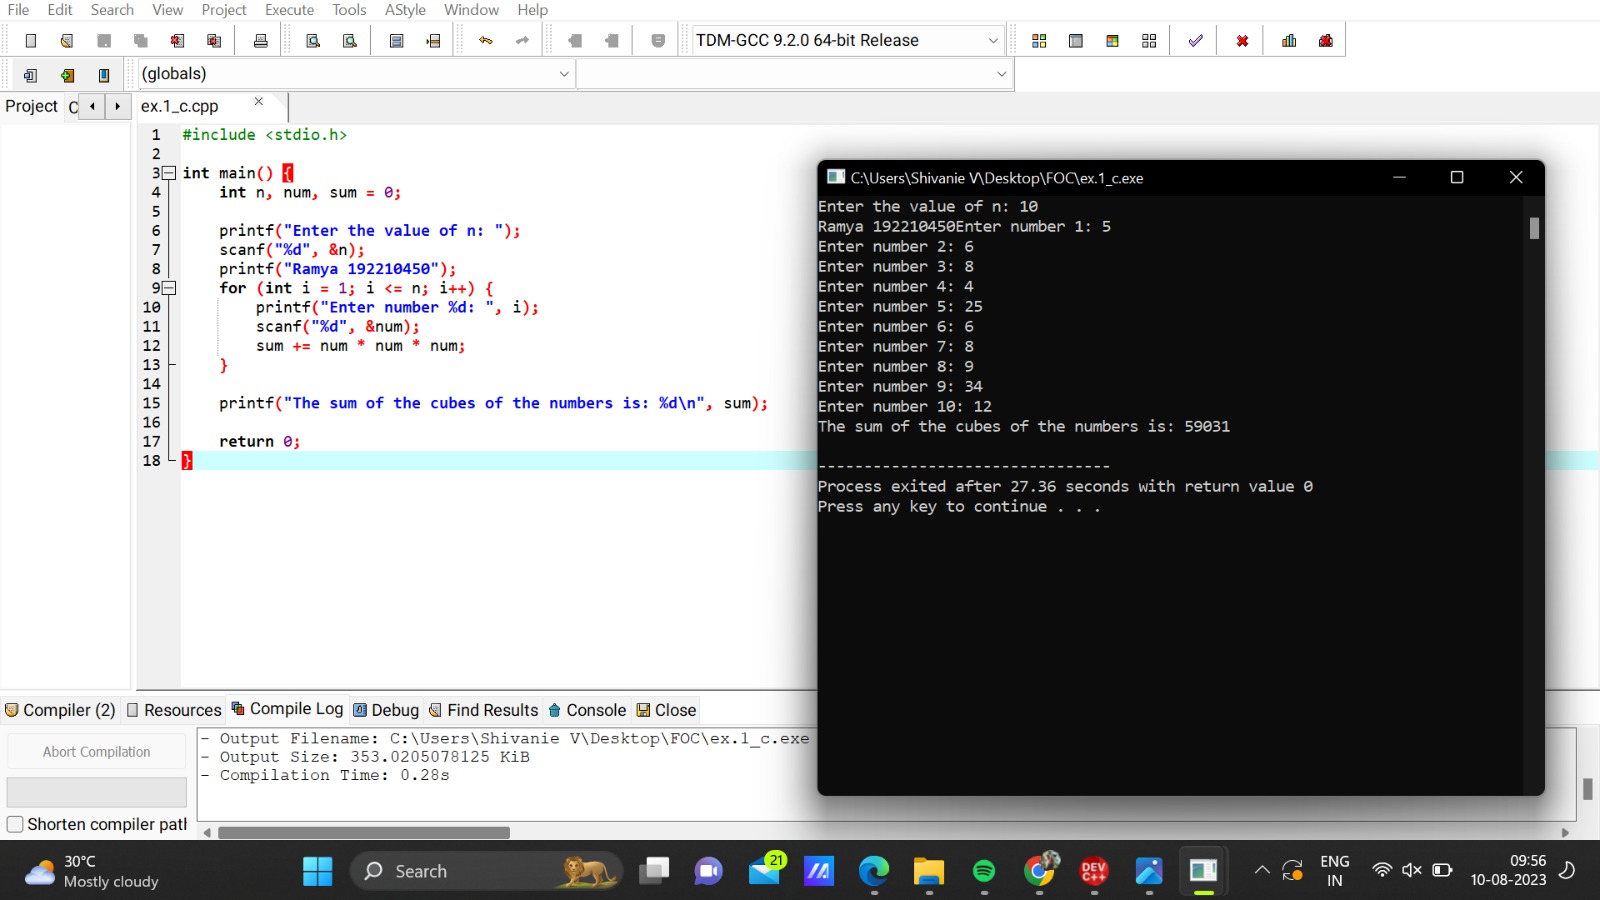 File Edit Search View Project Execute Tools AStyle Window Help
TDM-GCC 9.2.0 64-bit Release
(globals)
Project C ex.1_c.cpp
1 #include <stdio.h>
2
3 int main() {
4 int n, num, sum = 0;
5
6 printf("Enter the value of n: ");
7 scanf("%d", &n);
8 printf("Ramya 192210450");
9 for (int i = 1; i <= n; i++) {
10 printf("Enter number %d: ", i);
11 scanf("%d", &num);
12 sum += num * num * num;
13 }
14
15 printf("The sum of the cubes of the numbers is: %d\n", sum);
16
17 return 0;
18 }
C:\Users\Shivanie V\Desktop\FOC\ex.1_c.exe
Enter the value of n: 10
Ramya 192210450Enter number 1: 5
Enter number 2: 6
Enter number 3: 8
Enter number 4: 4
Enter number 5: 25
Enter number 6: 6
Enter number 7: 8
Enter number 8: 9
Enter number 9: 34
Enter number 10: 12
The sum of the cubes of the numbers is: 59031
--------------------------------
Process exited after 27.36 seconds with return value 0
Press any key to continue . . .
Compiler (2) Resources Compile Log Debug Find Results Console Close
Abort Compilation
Shorten compiler path
- Output Filename: C:\Users\Shivanie V\Desktop\FOC\ex.1_c.exe
- Output Size: 353.0205078125 KiB
- Compilation Time: 0.28s
30°C
Mostly cloudy
Search
21
DEV
C++
ENG
IN
09:56
10-08-2023